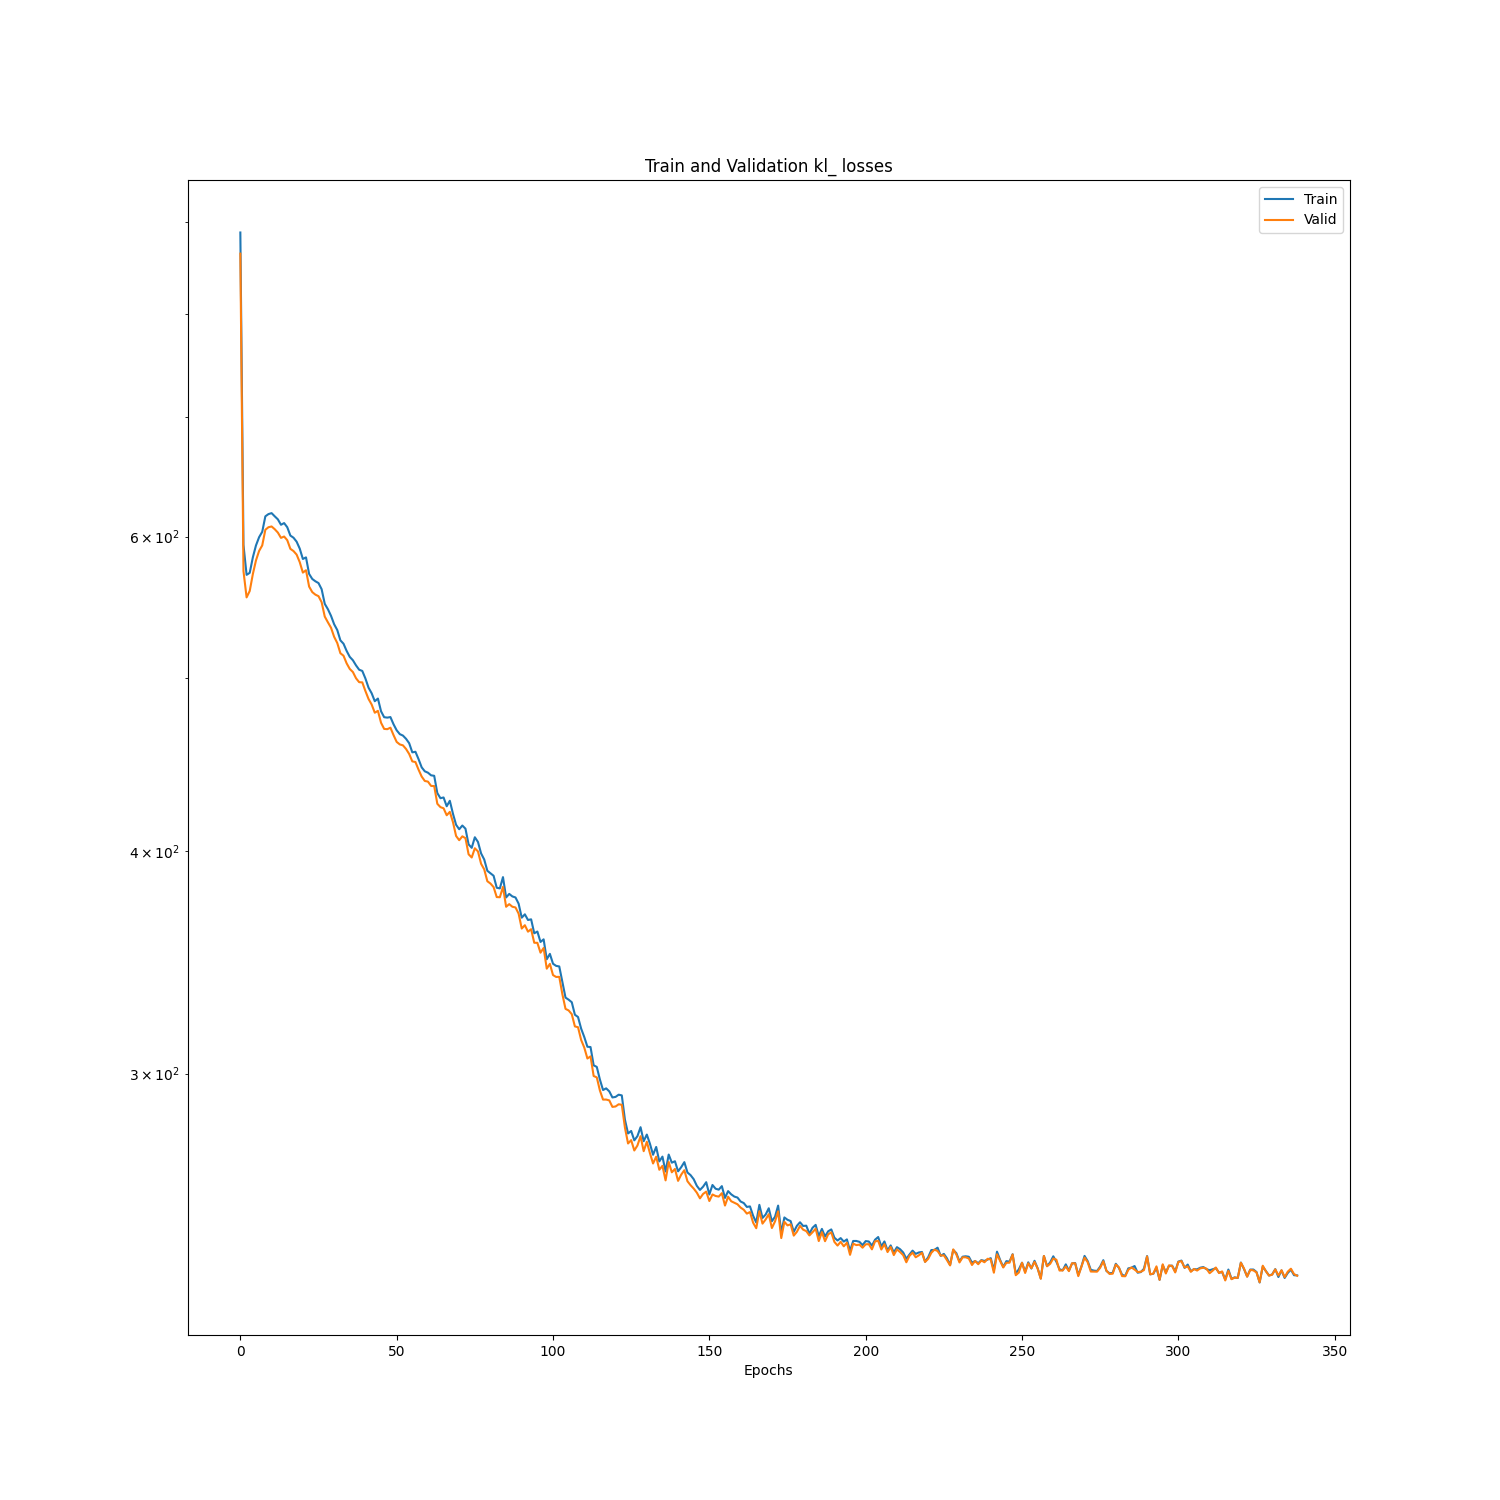 Train and Validation kl_ losses
Train
Valid
6 × 10²
4 × 10²
3 × 10²
0 50 100 150 200 250 300 350
Epochs